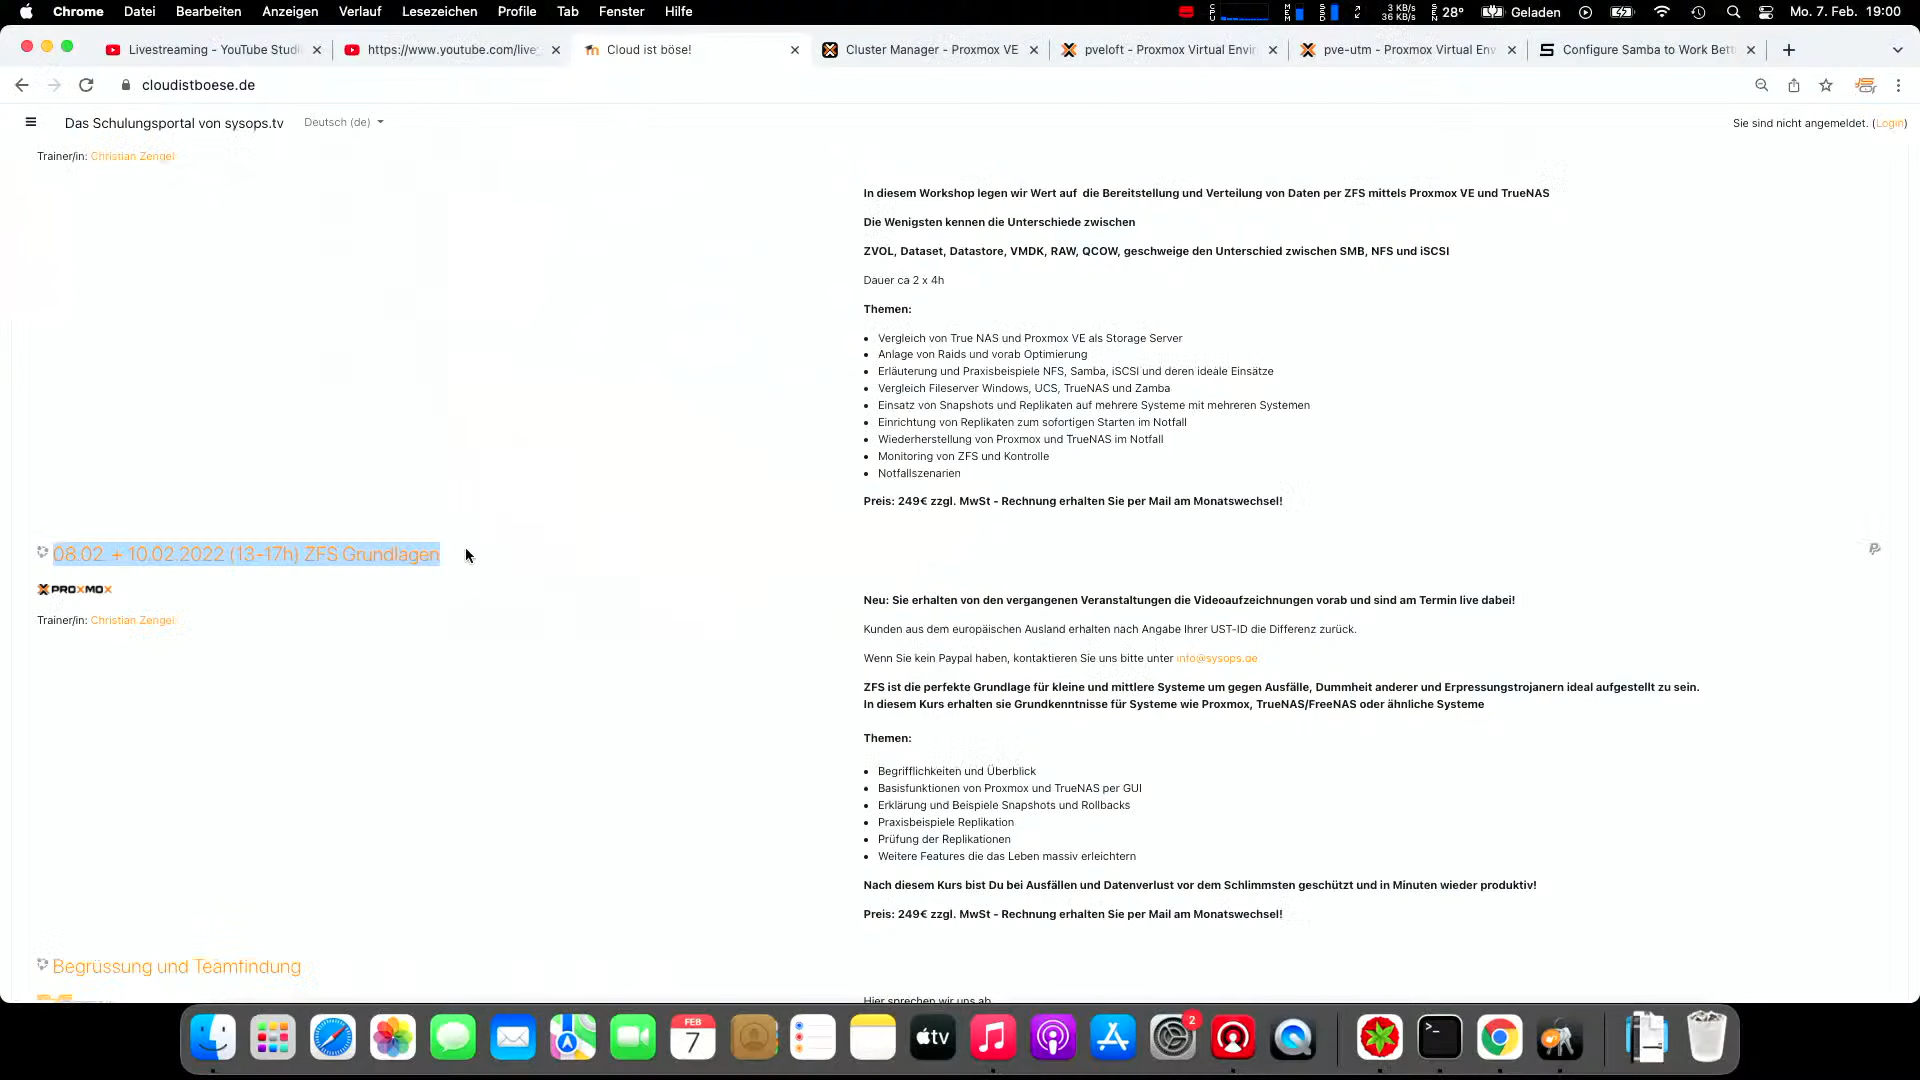 Chrome Datei Bearbeiten Anzeigen Verlauf Lesezeichen Profile Tab Fenster Hilfe 3 KB/s 36 KB/s 28° Geladen Mo. 7. Feb. 19:00
Livestreaming - YouTube Studi https://www.youtube.com/live_ Cloud ist böse! Cluster Manager - Proxmox VE pveloft - Proxmox Virtual Envir pve-utm - Proxmox Virtual Env Configure Samba to Work Bett
cloudistboese.de
Das Schulungsportal von sysops.tv Deutsch (de) Sie sind nicht angemeldet. (Login)
Trainer/in: Christian Zengel
In diesem Workshop legen wir Wert auf die Bereitstellung und Verteilung von Daten per ZFS mittels Proxmox VE und TrueNAS
Die Wenigsten kennen die Unterschiede zwischen
ZVOL, Dataset, Datastore, VMDK, RAW, QCOW, geschweige den Unterschied zwischen SMB, NFS und iSCSI
Dauer ca 2 x 4h
Themen:
Vergleich von True NAS und Proxmox VE als Storage Server
Anlage von Raids und vorab Optimierung
Erläuterung und Praxisbeispiele NFS, Samba, iSCSI und deren ideale Einsätze
Vergleich Fileserver Windows, UCS, TrueNAS und Zamba
Einsatz von Snapshots und Replikaten auf mehrere Systeme mit mehreren Systemen
Einrichtung von Replikaten zum sofortigen Starten im Notfall
Wiederherstellung von Proxmox und TrueNAS im Notfall
Monitoring von ZFS und Kontrolle
Notfallszenarien
Preis: 249€ zzgl. MwSt - Rechnung erhalten Sie per Mail am Monatswechsel!
08.02. + 10.02.2022 (13-17h) ZFS Grundlagen
PROXMOX
Trainer/in: Christian Zengel
Neu: Sie erhalten von den vergangenen Veranstaltungen die Videoaufzeichnungen vorab und sind am Termin live dabei!
Kunden aus dem europäischen Ausland erhalten nach Angabe Ihrer UST-ID die Differenz zurück.
Wenn Sie kein Paypal haben, kontaktieren Sie uns bitte unter info@sysops.de
ZFS ist die perfekte Grundlage für kleine und mittlere Systeme um gegen Ausfälle, Dummheit anderer und Erpressungstrojanern ideal aufgestellt zu sein.
In diesem Kurs erhalten sie Grundkenntnisse für Systeme wie Proxmox, TrueNAS/FreeNAS oder ähnliche Systeme
Themen:
Begrifflichkeiten und Überblick
Basisfunktionen von Proxmox und TrueNAS per GUI
Erklärung und Beispiele Snapshots und Rollbacks
Praxisbeispiele Replikation
Prüfung der Replikationen
Weitere Features die das Leben massiv erleichtern
Nach diesem Kurs bist Du bei Ausfällen und Datenverlust vor dem Schlimmsten geschützt und in Minuten wieder produktiv!
Preis: 249€ zzgl. MwSt - Rechnung erhalten Sie per Mail am Monatswechsel!
Begrüssung und Teamfindung
Hier sprechen wir uns ab
FEB
7
tv
2